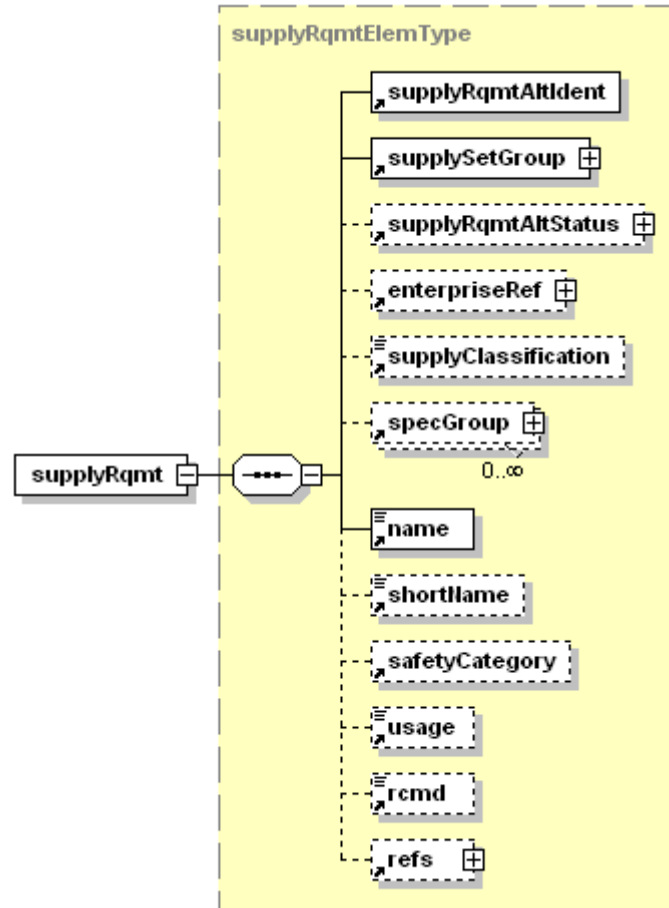 supplyRqmtElemType
supplyRqmtAltIdent
supplySetGroup
supplyRqmtAltStatus
enterpriseRef
supplyClassification
specGroup
0..∞
supplyRqmt
name
shortName
safetyCategory
usage
rcmd
refs